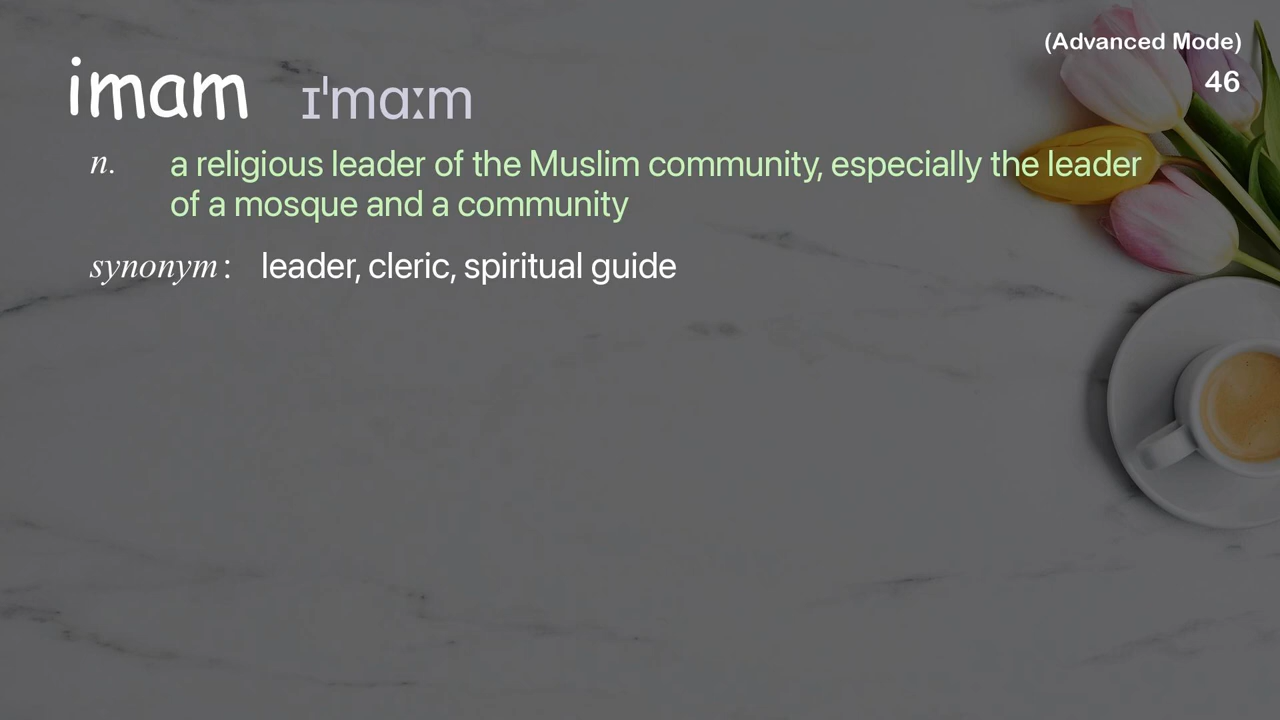 (Advanced Mode)
46
imam ɪˈmɑːm
n. a religious leader of the Muslim community, especially the leader
of a mosque and a community
synonym : leader, cleric, spiritual guide